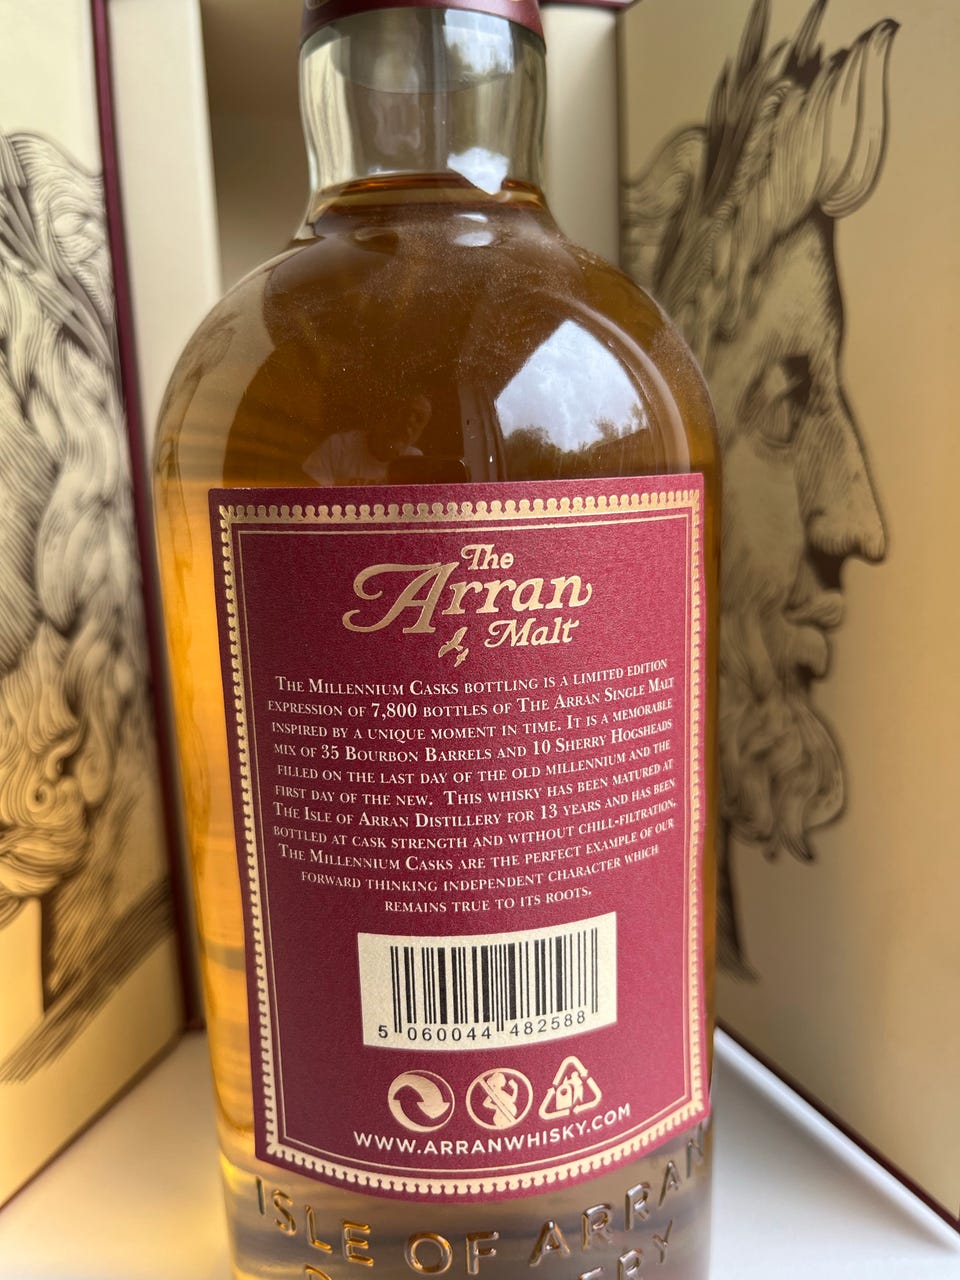 The
Arran
Malt
The Millennium Casks bottling is a limited edition
expression of 7,800 bottles of The Arran Single Malt
inspired by a unique moment in time. It is a memorable
mix of 35 Bourbon Barrels and 10 Sherry Hogsheads
filled on the last day of the old millennium and the
first day of the new. This whisky has been matured at
The Isle of Arran Distillery for 13 years and has been
bottled at cask strength and without chill-filtration.
The Millennium Casks are the perfect example of our
forward thinking independent character which
remains true to its roots.
5 060044 482588
WWW.ARRANWHISKY.COM
ISLE OF ARRAN